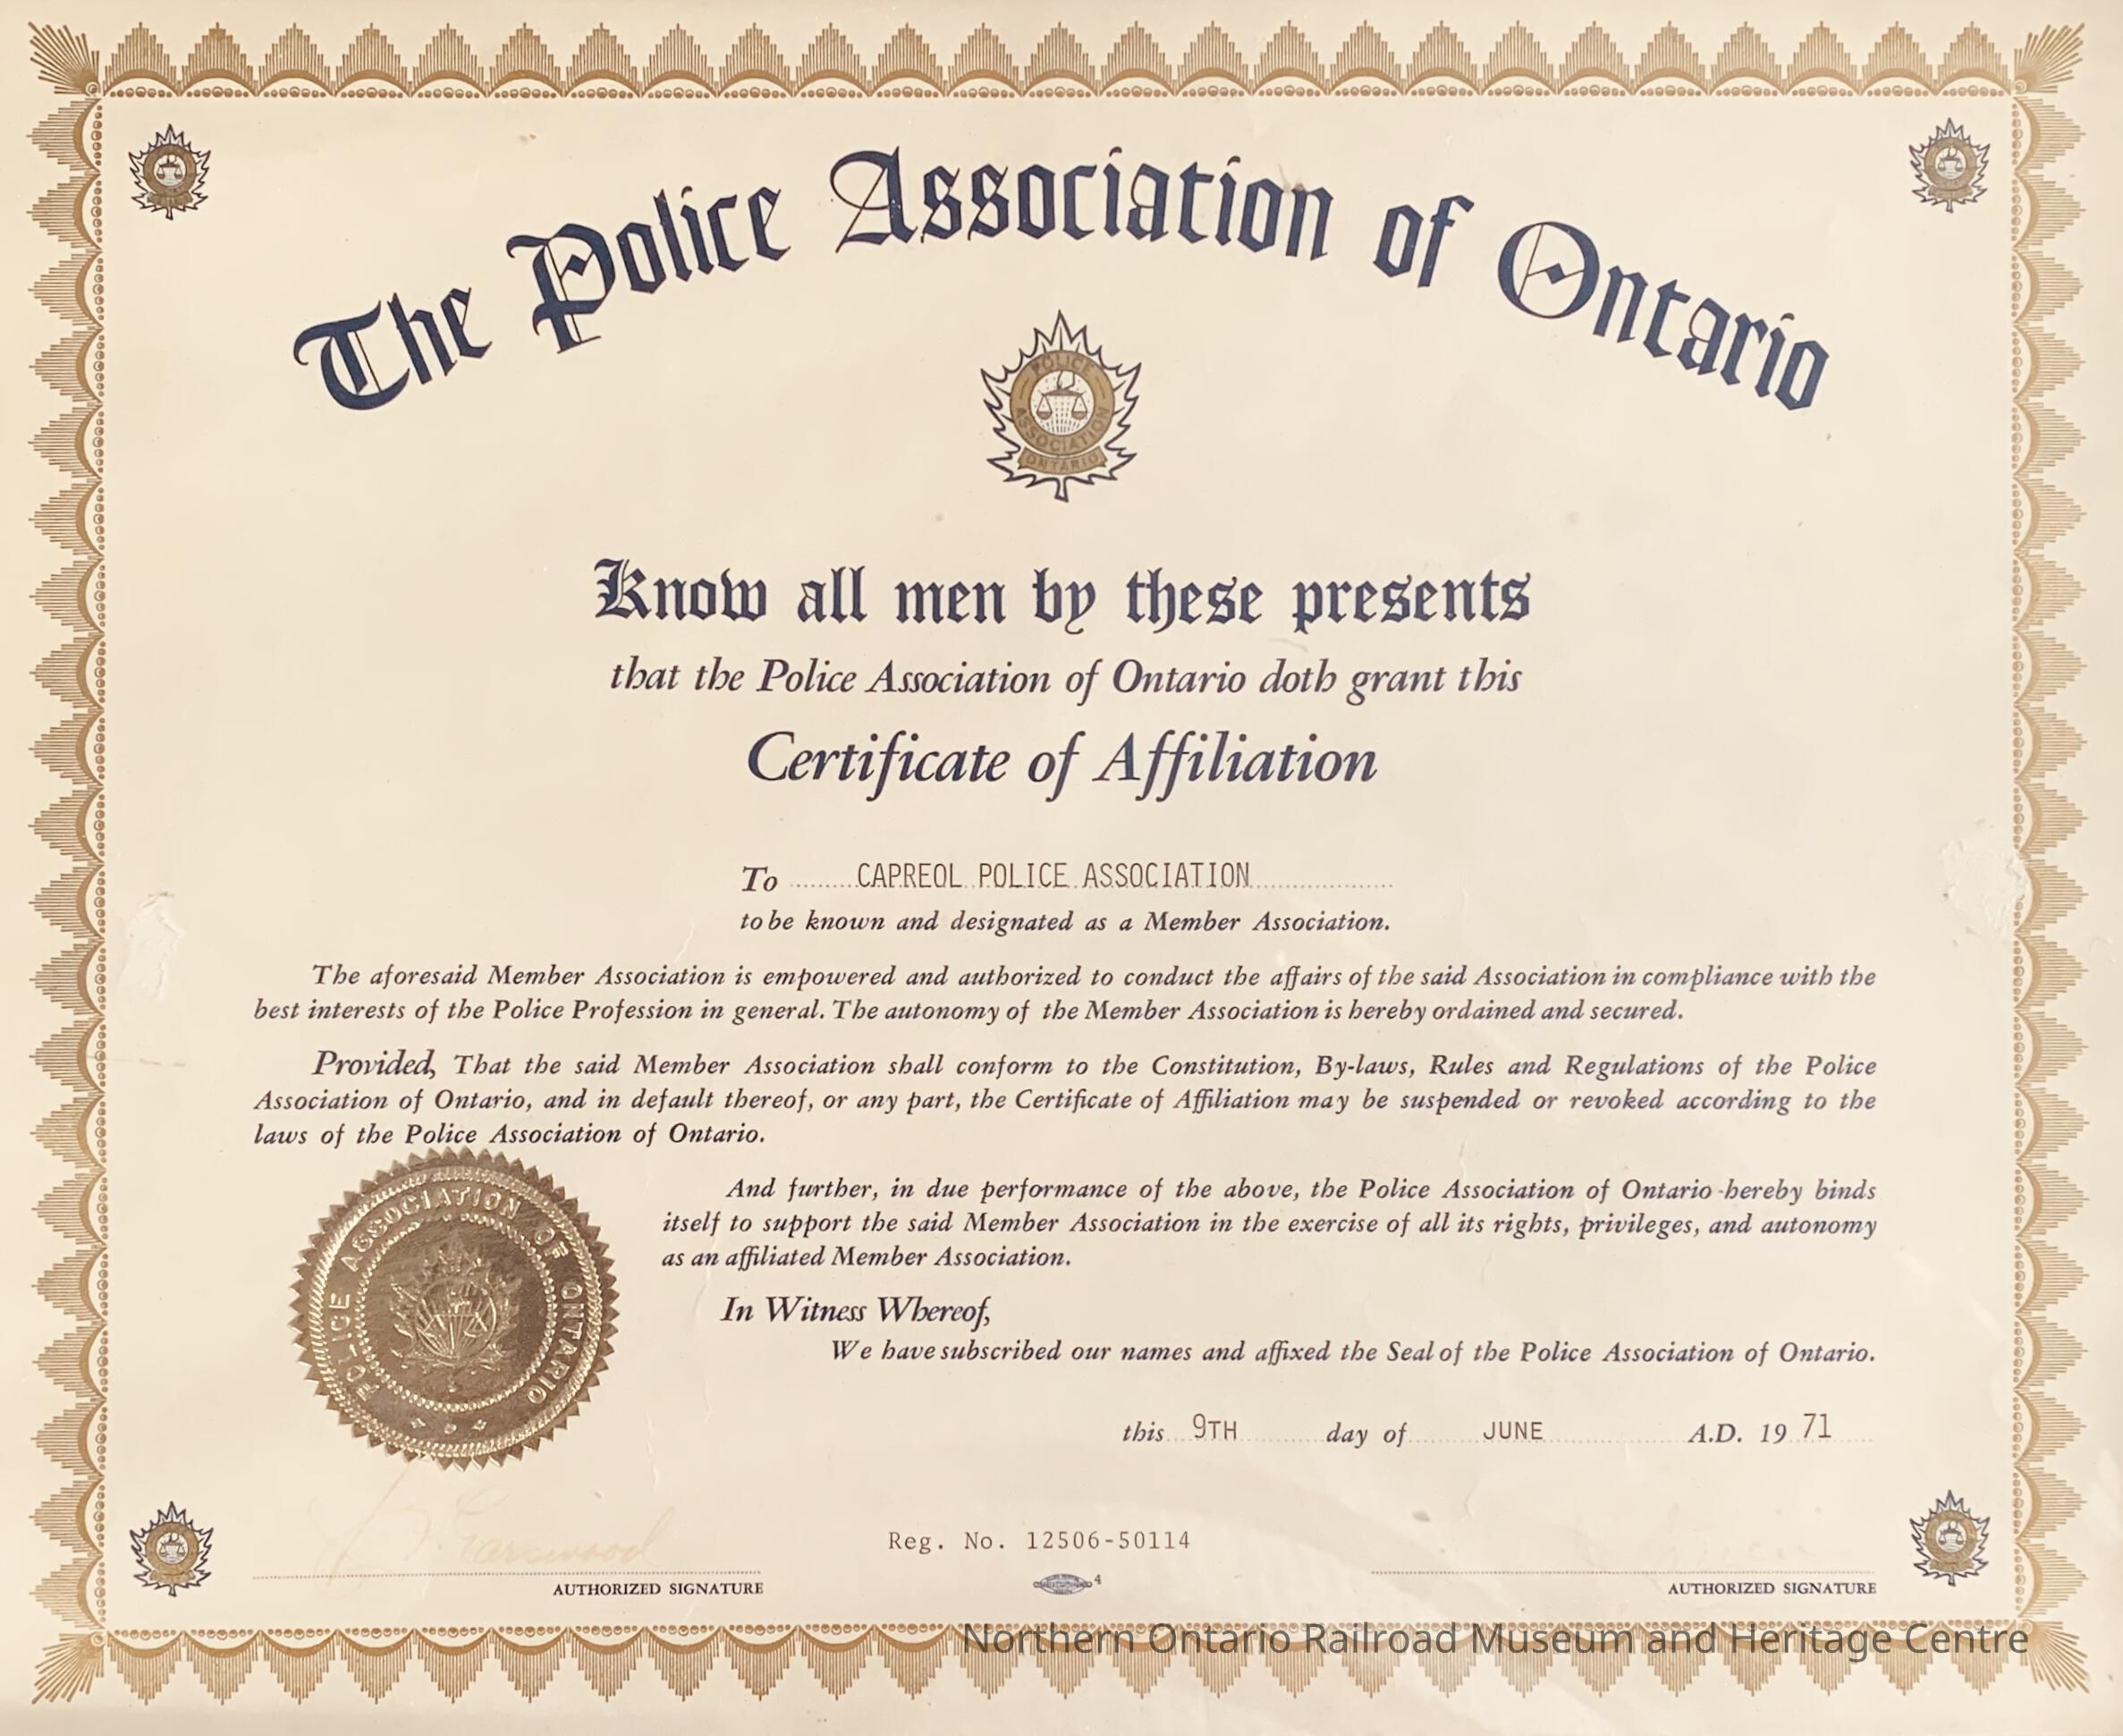 The Police Association of Ontario
POLICE
ASSOCIATION
ONTARIO
Know all men by these presents
that the Police Association of Ontario doth grant this
Certificate of Affiliation
To CAPREOL POLICE ASSOCIATION
to be known and designated as a Member Association.
The aforesaid Member Association is empowered and authorized to conduct the affairs of the said Association in compliance with the
best interests of the Police Profession in general. The autonomy of the Member Association is hereby ordained and secured.
Provided, That the said Member Association shall conform to the Constitution, By-laws, Rules and Regulations of the Police
Association of Ontario, and in default thereof, or any part, the Certificate of Affiliation may be suspended or revoked according to the
laws of the Police Association of Ontario.
POLICE ASSOCIATION OF ONTARIO
And further, in due performance of the above, the Police Association of Ontario hereby binds
itself to support the said Member Association in the exercise of all its rights, privileges, and autonomy
as an affiliated Member Association.
In Witness Whereof,
We have subscribed our names and affixed the Seal of the Police Association of Ontario.
this 9TH day of JUNE A.D. 19 71
Reg. No. 12506-50114
4
AUTHORIZED SIGNATURE
AUTHORIZED SIGNATURE
Northern Ontario Railroad Museum and Heritage Centre